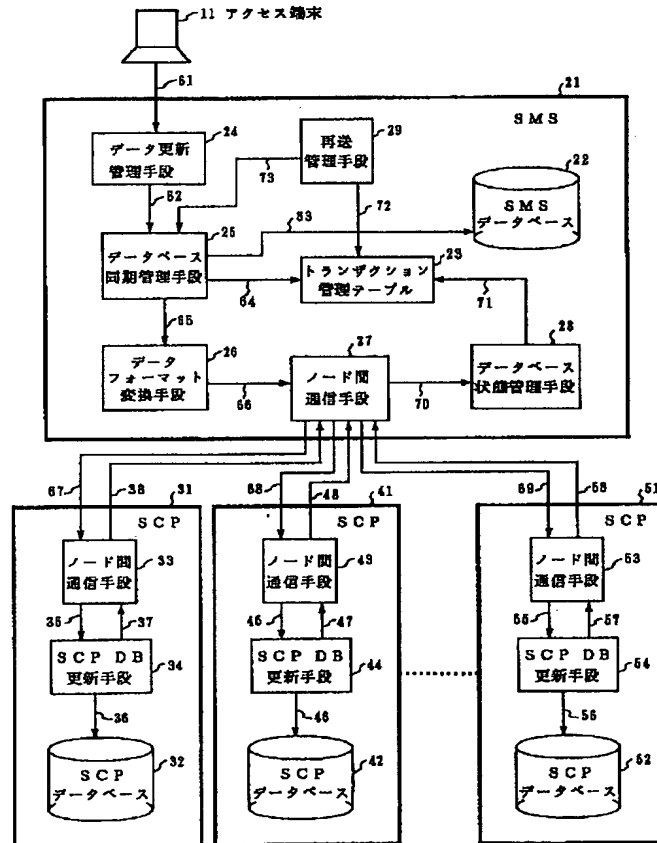 11 アクセス端末
61
21
SMS
24
データ更新
管理手段
29
再送
管理手段
22
SMS
データベース
73
62
72
63
25
データベース
同期管理手段
23
トランザクション
管理テーブル
64
71
65
26
データ
フォーマット
変換手段
27
ノード間
通信手段
28
データベース
状態管理手段
66
70
67
38
31
68
48
41
69
58
51
SCP
SCP
SCP
ノード間
通信手段
33
ノード間
通信手段
49
ノード間
通信手段
53
35
37
46
47
55
57
SCP DB
更新手段
34
SCP DB
更新手段
44
SCP DB
更新手段
54
36
46
56
SCP
データベース
32
SCP
データベース
42
SCP
データベース
52